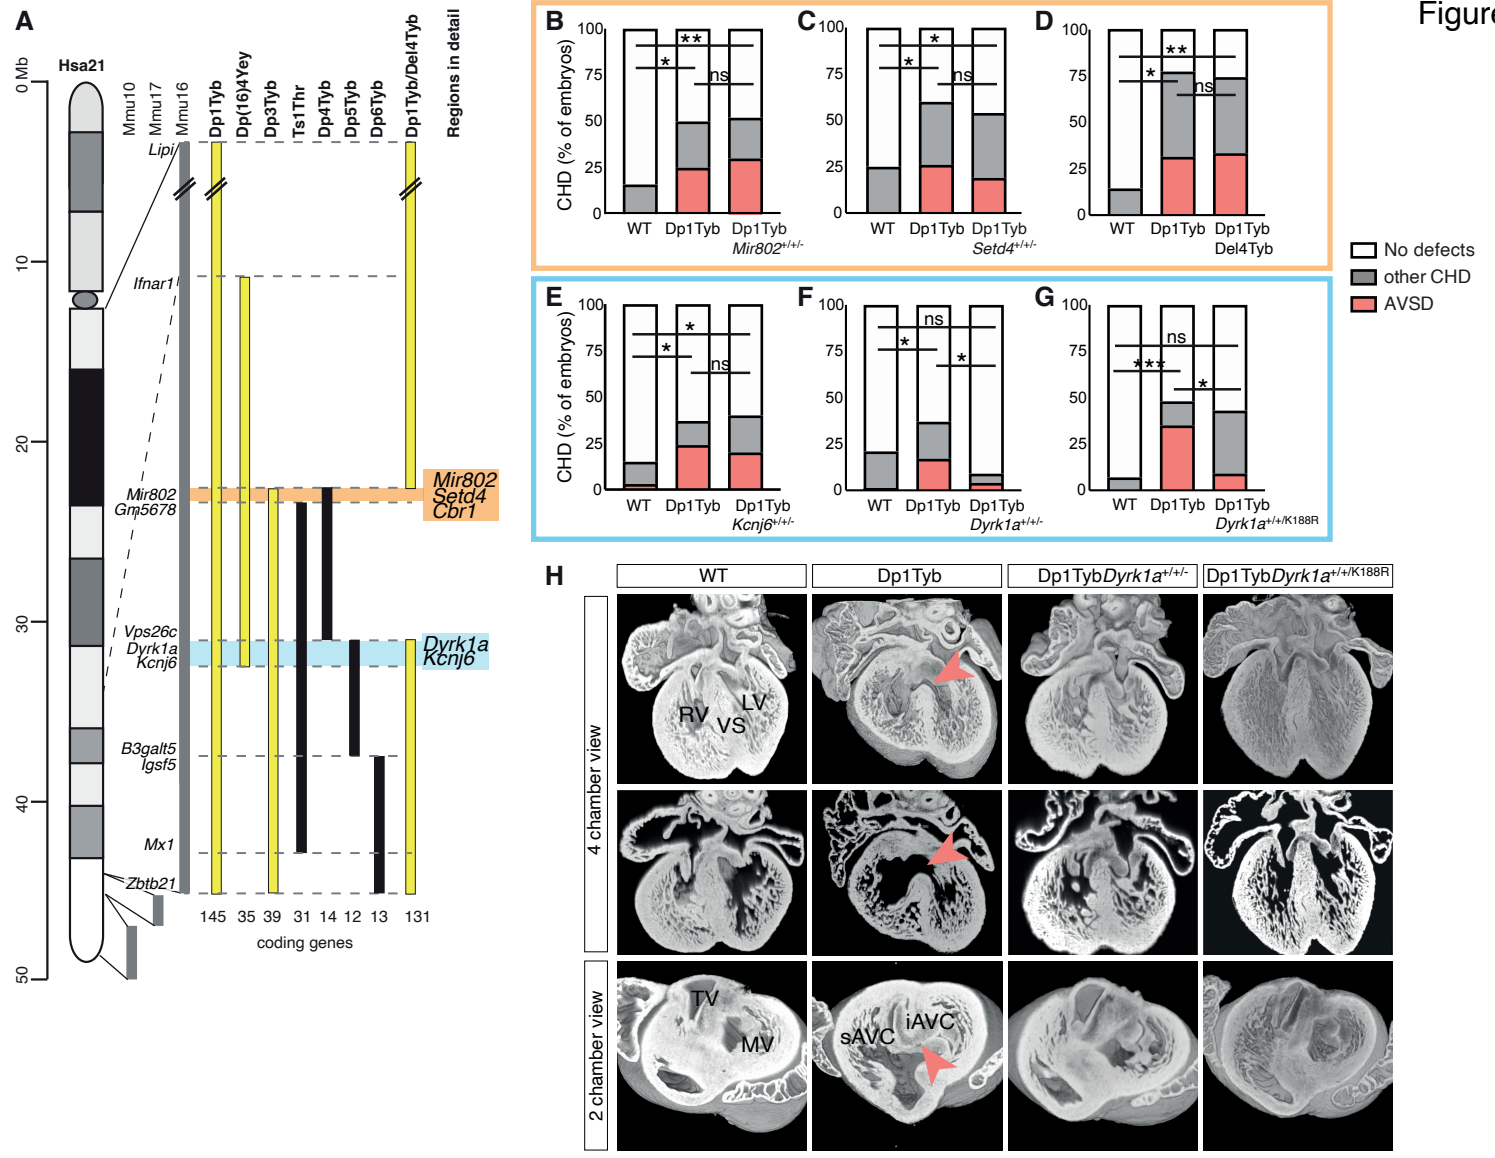 Figure
A
Hsa21
Mmu10
Mmu17
Mmu16
Dp1Tyb
Dp(16)4Yey
Dp3Tyb
Ts1Thr
Dp4Tyb
Dp5Tyb
Dp6Tyb
Dp1Tyb/Del4Tyb
Regions in detail
0 Mb
10
20
30
40
50
Lipi
Ifnar1
Mir802
Gm5678
Vps26c
Dyrk1a
Kcnj6
B3galt5
Igsf5
Mx1
Zbtb21
Mir802
Setd4
Cbr1
Dyrk1a
Kcnj6
145 35 39 31 14 12 13 131
coding genes
B
CHD (% of embryos)
100
75
50
25
0
**
*
ns
WT Dp1Tyb Dp1Tyb
Mir802+/+/-
C
100
75
50
25
0
*
*
ns
WT Dp1Tyb Dp1Tyb
Setd4+/+/-
D
100
75
50
25
0
**
*
ns
WT Dp1Tyb Dp1Tyb
Del4Tyb
No defects
other CHD
AVSD
E
CHD (% of embryos)
100
75
50
25
0
*
*
ns
WT Dp1Tyb Dp1Tyb
Kcnj6+/+/-
F
100
75
50
25
0
ns
*
*
WT Dp1Tyb Dp1Tyb
Dyrk1a+/+/-
G
100
75
50
25
0
ns
***
*
WT Dp1Tyb Dp1Tyb
Dyrk1a+/+/K188R
H
WT
Dp1Tyb
Dp1TybDyrk1a+/+/-
Dp1TybDyrk1a+/+/K188R
4 chamber view
RV
VS
LV
2 chamber view
TV
MV
sAVC
iAVC